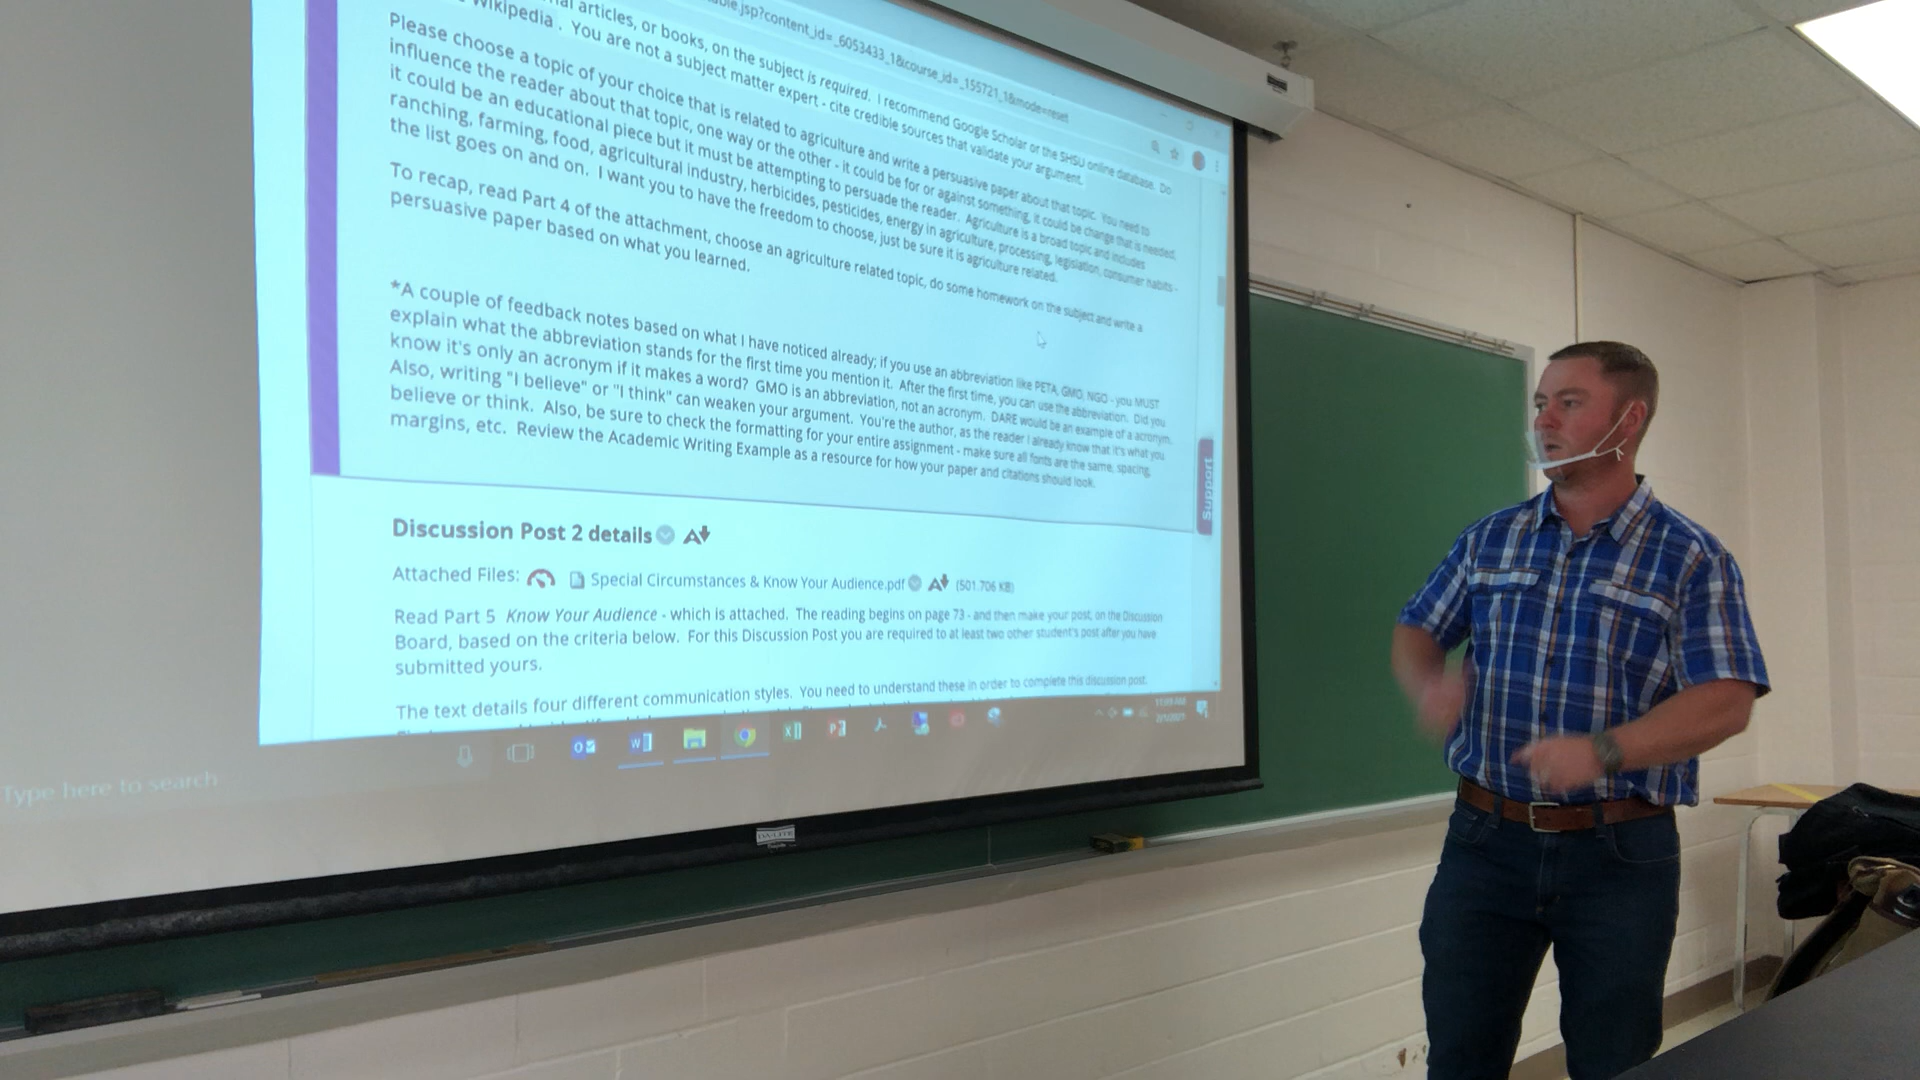 able.jsp?content_id=_6053433_1&course_id=_155721_1&mode=reset
articles, or books, on the subject is required. I recommend Google Scholar or the SHSU online database. Do
Wikipedia. You are not a subject matter expert - cite credible sources that validate your argument.
Please choose a topic of your choice that is related to agriculture and write a persuasive paper about that topic. You need to
influence the reader about that topic, one way or the other - it could be for or against something, it could be change that is needed,
it could be an educational piece but it must be attempting to persuade the reader. Agriculture is a broad topic and includes
ranching, farming, food, agricultural industry, herbicides, pesticides, energy in agriculture, processing, legislation, consumer habits -
the list goes on and on. I want you to have the freedom to choose, just be sure it is agriculture related.
To recap, read Part 4 of the attachment, choose an agriculture related topic, do some homework on the subject and write a
persuasive paper based on what you learned.
*A couple of feedback notes based on what I have noticed already; if you use an abbreviation like PETA, GMO, NGO - you MUST
explain what the abbreviation stands for the first time you mention it. After the first time, you can use the abbreviation. Did you
know it's only an acronym if it makes a word? GMO is an abbreviation, not an acronym. DARE would be an example of a acronym.
Also, writing "I believe" or "I think" can weaken your argument. You're the author, as the reader I already know that it's what you
believe or think. Also, be sure to check the formatting for your entire assignment - make sure all fonts are the same, spacing,
margins, etc. Review the Academic Writing Example as a resource for how your paper and citations should look.
Support
Discussion Post 2 details
Attached Files: Special Circumstances & Know Your Audience.pdf (501.706 KB)
Read Part 5 Know Your Audience - which is attached. The reading begins on page 73 - and then make your post, on the Discussion
Board, based on the criteria below. For this Discussion Post you are required to at least two other student's post after you have
submitted yours.
The text details four different communication styles. You need to understand these in order to complete this discussion post.
Type here to search
DA-LITE